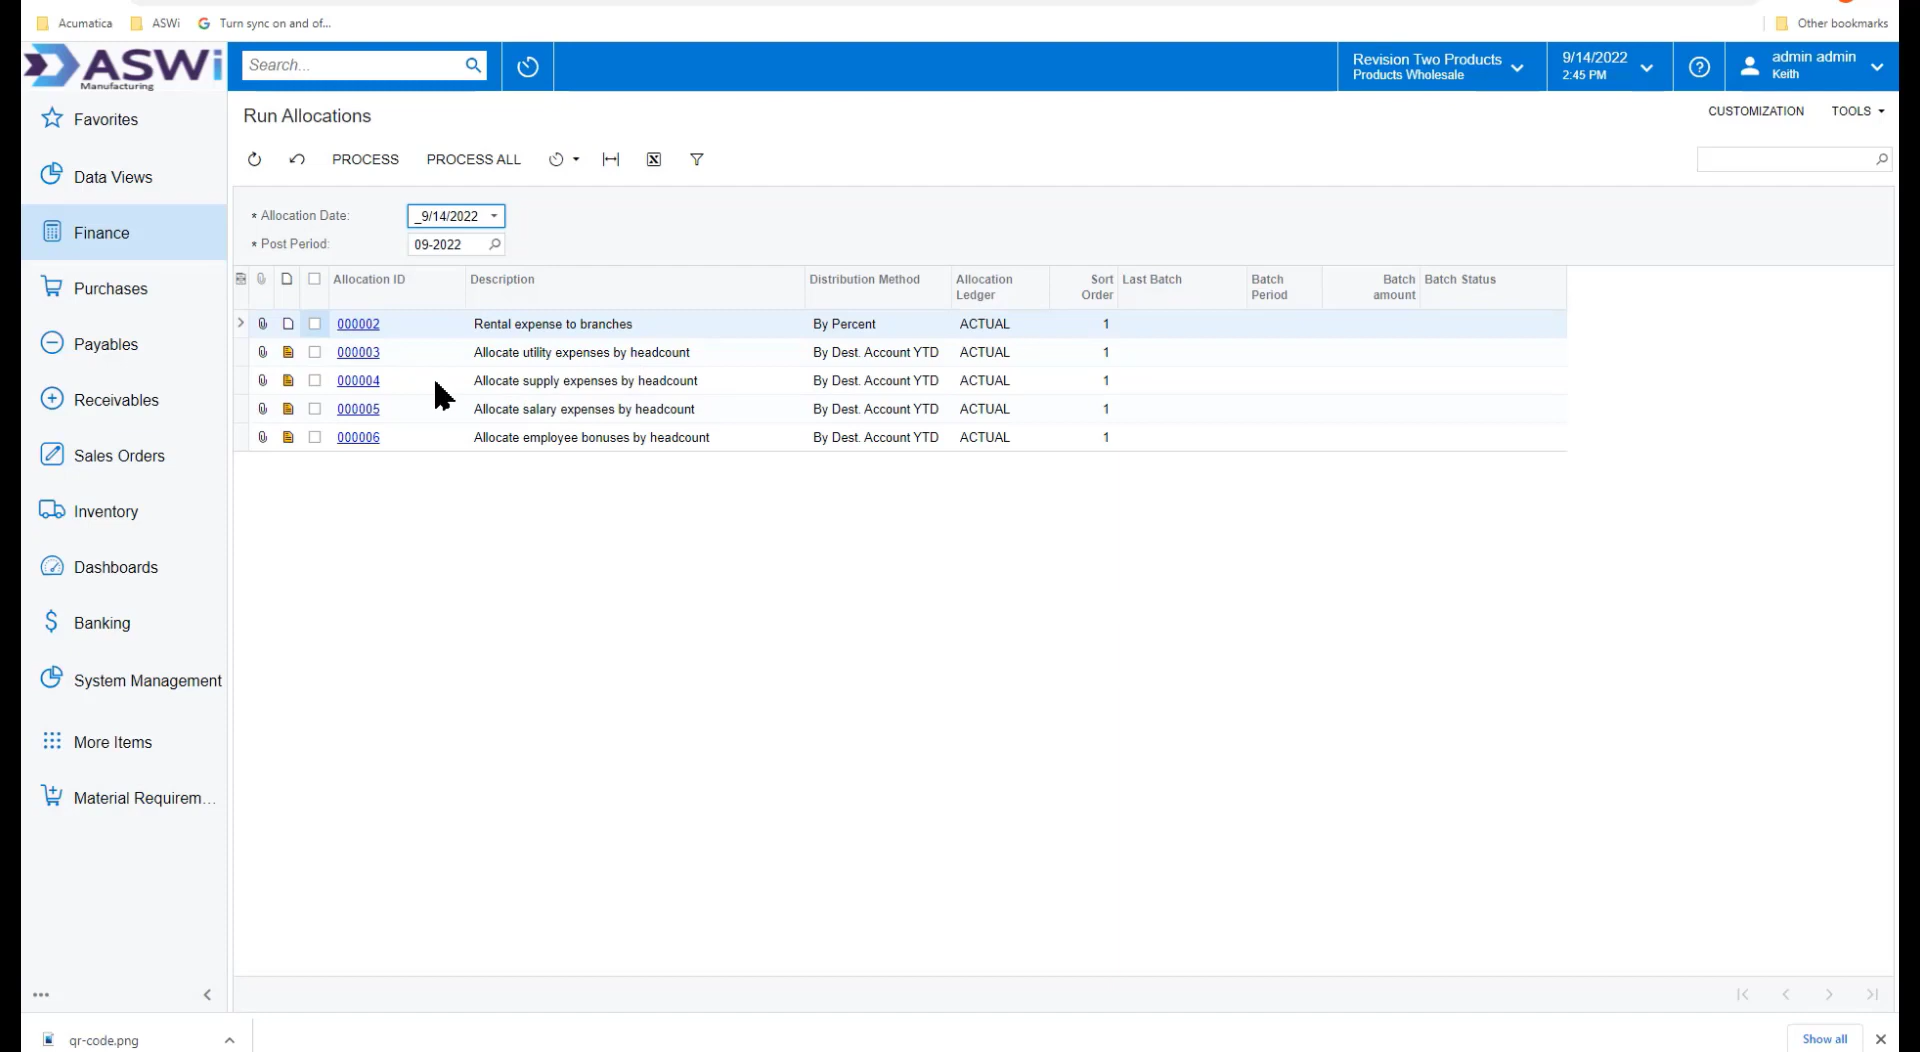 Acumatica ASWi Turn sync on and of... Other bookmarks
ASWi
Manufacturing
Search...
Revision Two Products
Products Wholesale
9/14/2022
2:45 PM
admin admin
Keith
Favorites
Data Views
Finance
Purchases
Payables
Receivables
Sales Orders
Inventory
Dashboards
Banking
System Management
More Items
Material Requirem...
Run Allocations
CUSTOMIZATION TOOLS
PROCESS PROCESS ALL
* Allocation Date: _9/14/2022
* Post Period: 09-2022
Allocation ID Description Distribution Method Allocation Ledger Sort Order Last Batch Batch Period Batch amount Batch Status
000002 Rental expense to branches By Percent ACTUAL 1
000003 Allocate utility expenses by headcount By Dest. Account YTD ACTUAL 1
000004 Allocate supply expenses by headcount By Dest. Account YTD ACTUAL 1
000005 Allocate salary expenses by headcount By Dest. Account YTD ACTUAL 1
000006 Allocate employee bonuses by headcount By Dest. Account YTD ACTUAL 1
qr-code.png
Show all